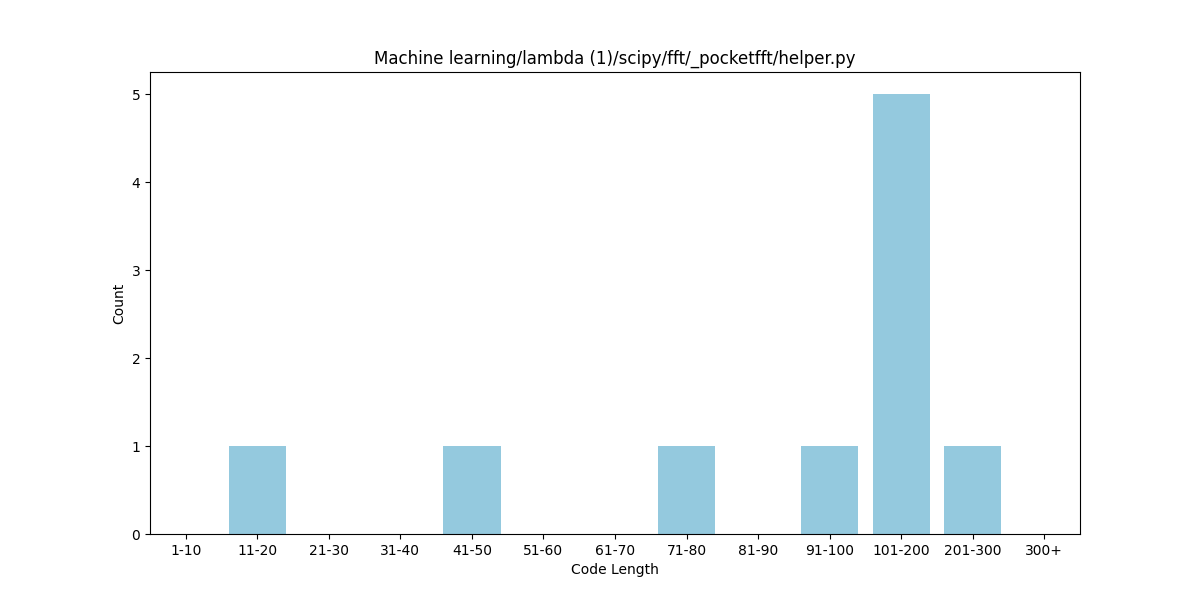 Machine learning/lambda (1)/scipy/fft/_pocketfft/helper.py
5
4
3
2
1
0
Count
1-10 11-20 21-30 31-40 41-50 51-60 61-70 71-80 81-90 91-100 101-200 201-300 300+
Code Length